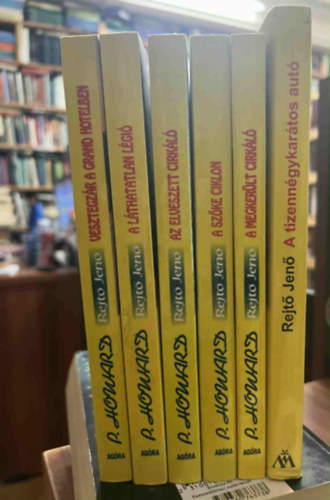 P. HOWARD Rejtő Jenő VESZTEGZÁR A GRAND HOTELBEN
AGÓRA
P. HOWARD Rejtő Jenő A LÁTHATATLAN LÉGIÓ
AGÓRA
P. HOWARD Rejtő Jenő AZ ELVESZETT CIRKÁLÓ
AGÓRA
P. HOWARD Rejtő Jenő A SZŐKE CIKLON
AGÓRA
P. HOWARD Rejtő Jenő A MEGKERÜLT CIRKÁLÓ
AGÓRA
Rejtő Jenő A tizennégykarátos autó